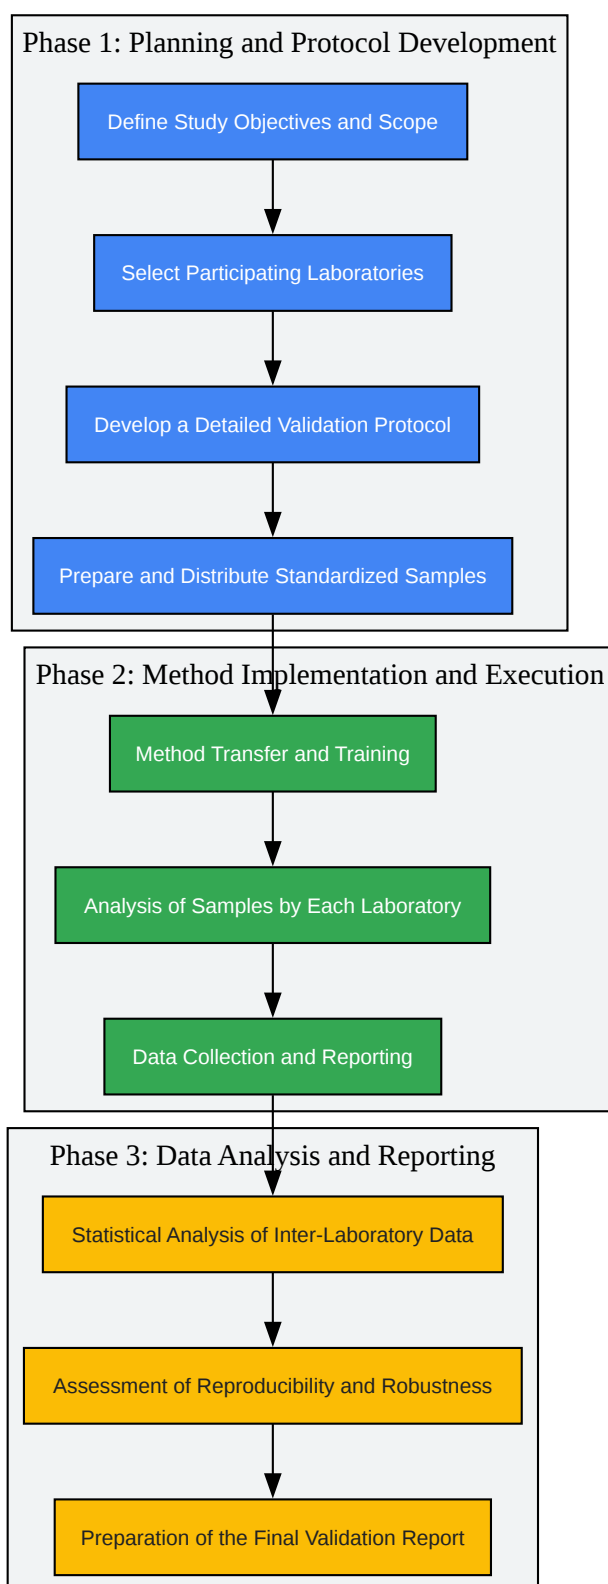 Phase 1: Planning and Protocol Development
Define Study Objectives and Scope
Select Participating Laboratories
Develop a Detailed Validation Protocol
Prepare and Distribute Standardized Samples
Phase 2: Method Implementation and Execution
Method Transfer and Training
Analysis of Samples by Each Laboratory
Data Collection and Reporting
Phase 3: Data Analysis and Reporting
Statistical Analysis of Inter-Laboratory Data
Assessment of Reproducibility and Robustness
Preparation of the Final Validation Report